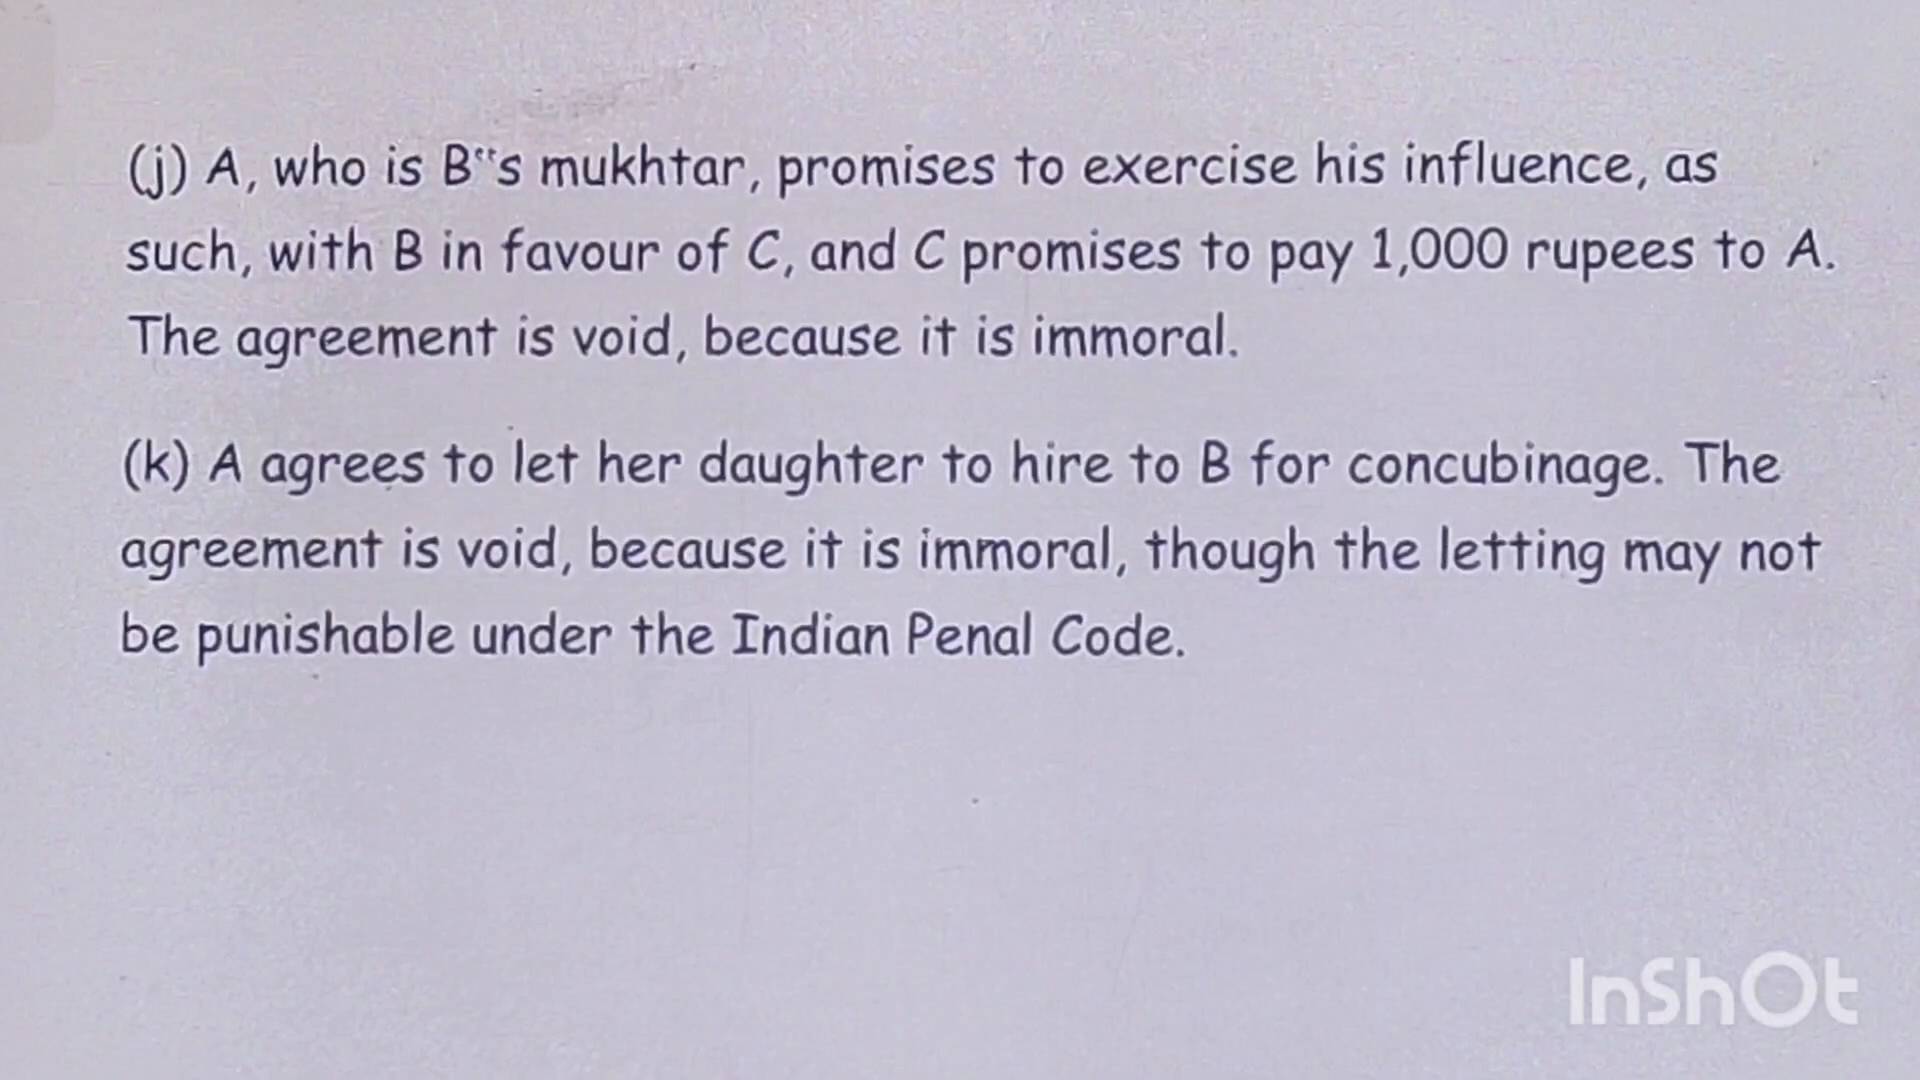 (j) A, who is B‟‟s mukhtar, promises to exercise his influence, as
such, with B in favour of C, and C promises to pay 1,000 rupees to A.
The agreement is void, because it is immoral.
(k) A agrees to let her daughter to hire to B for concubinage. The
agreement is void, because it is immoral, though the letting may not
be punishable under the Indian Penal Code.
InShOt